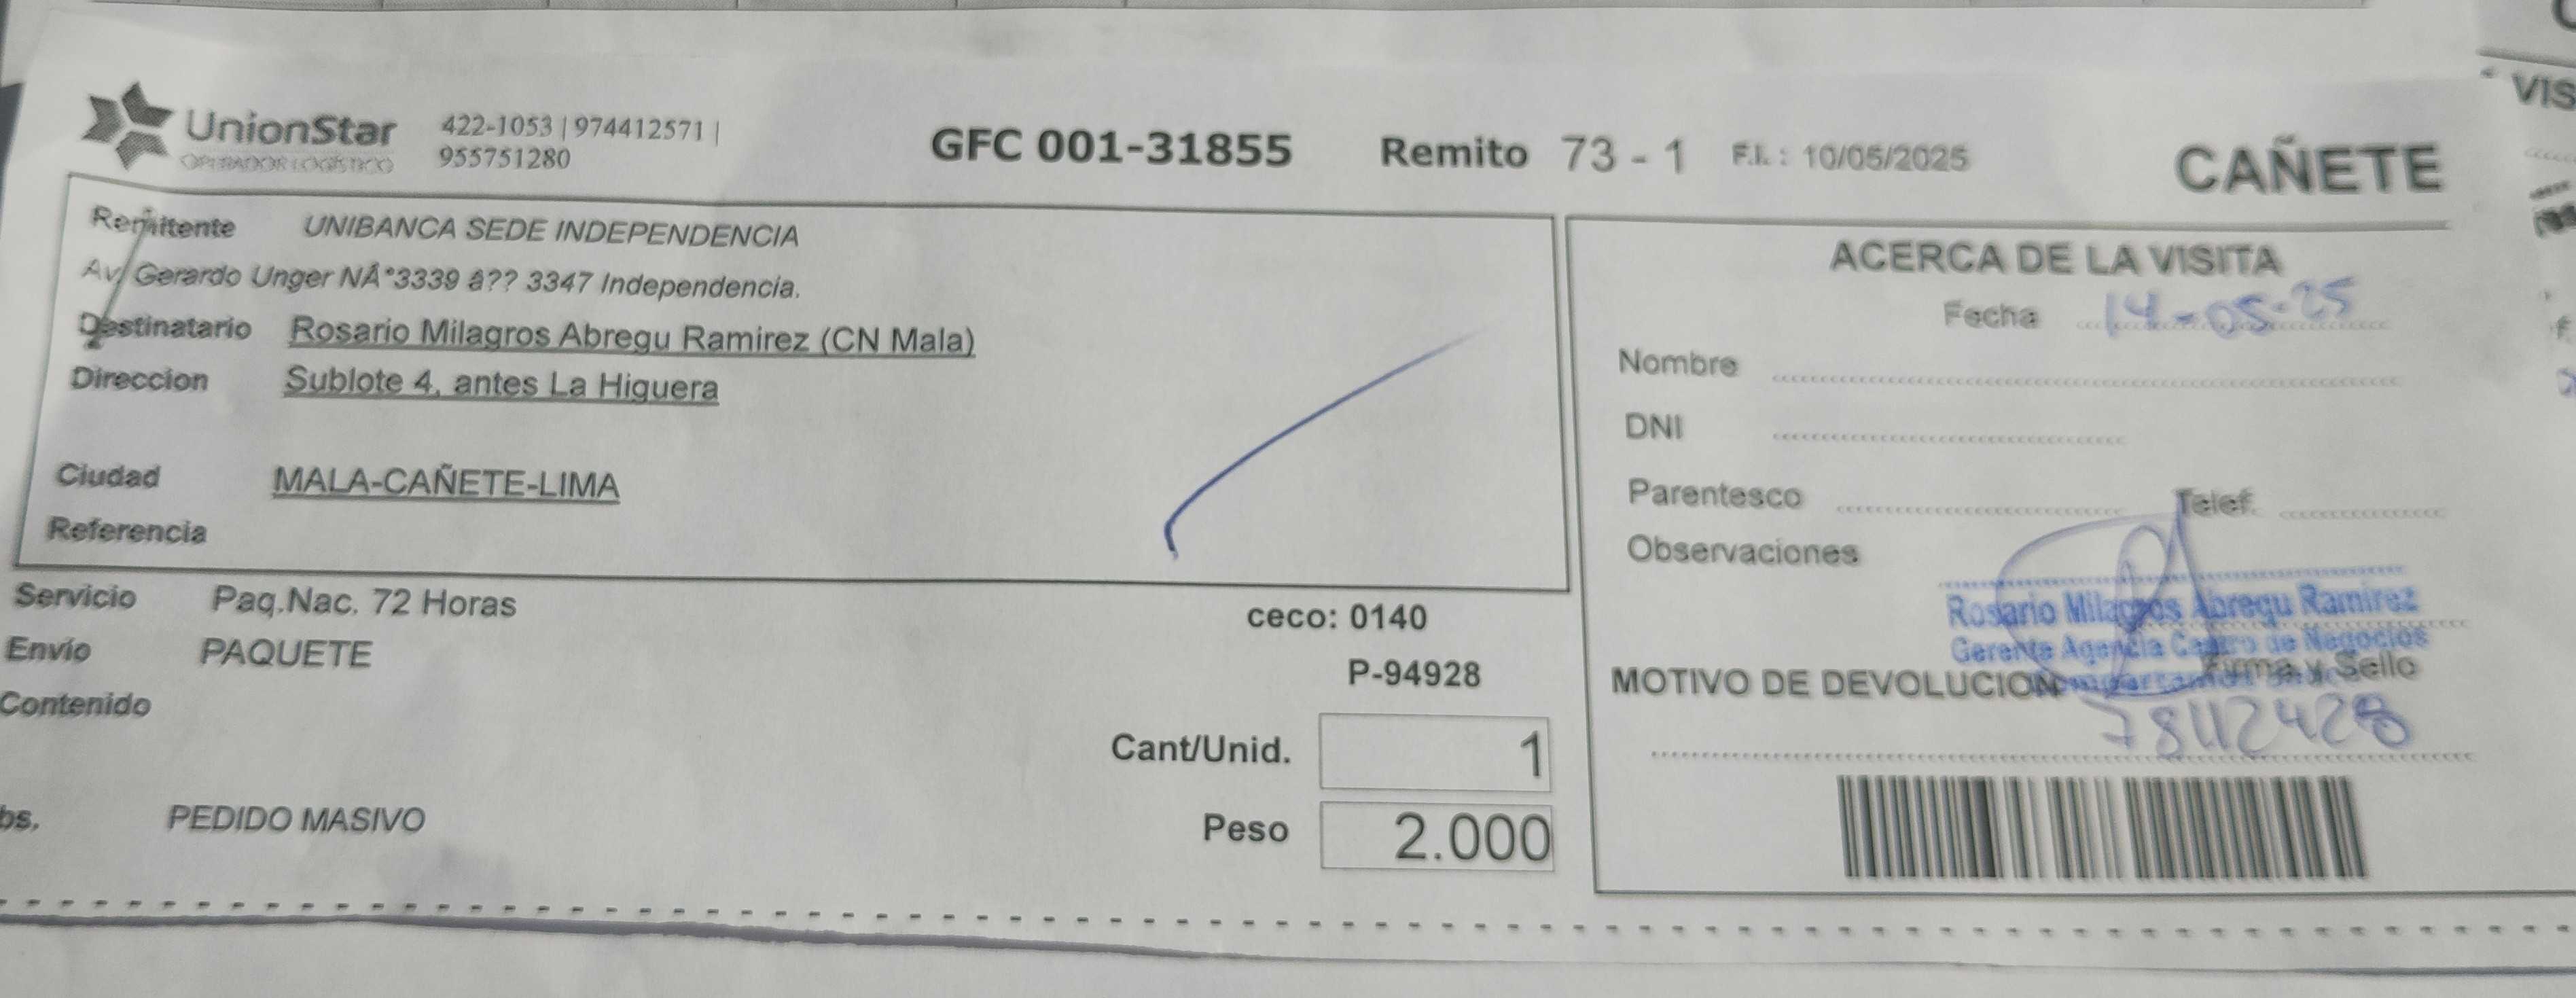 UnionStar
OPERADOR LOGÍSTICO
422-1053 | 974412571 |
955751280
GFC 001-31855
Remito 73 - 1
F.I. : 10/05/2025
CAÑETE
Remittente UNIBANCA SEDE INDEPENDENCIA
Av. Gerardo Unger NÂ°3339 â?? 3347 Independencia.
Destinatario Rosario Milagros Abregu Ramirez (CN Mala)
Direccion Sublote 4, antes La Higuera
Ciudad MALA-CAÑETE-LIMA
Referencia
Servicio Paq.Nac. 72 Horas
Envio PAQUETE
Contenido
bs. PEDIDO MASIVO
ceco: 0140
P-94928
Cant/Unid. 1
Peso 2.000
ACERCA DE LA VISITA
Fecha 14-05-25
Nombre
DNI
Parentesco Telef.
Observaciones
Rosario Milagros Abregu Ramirez
Gerente Agencia Centro de Negocios
Firma y Sello
MOTIVO DE DEVOLUCION
VIS